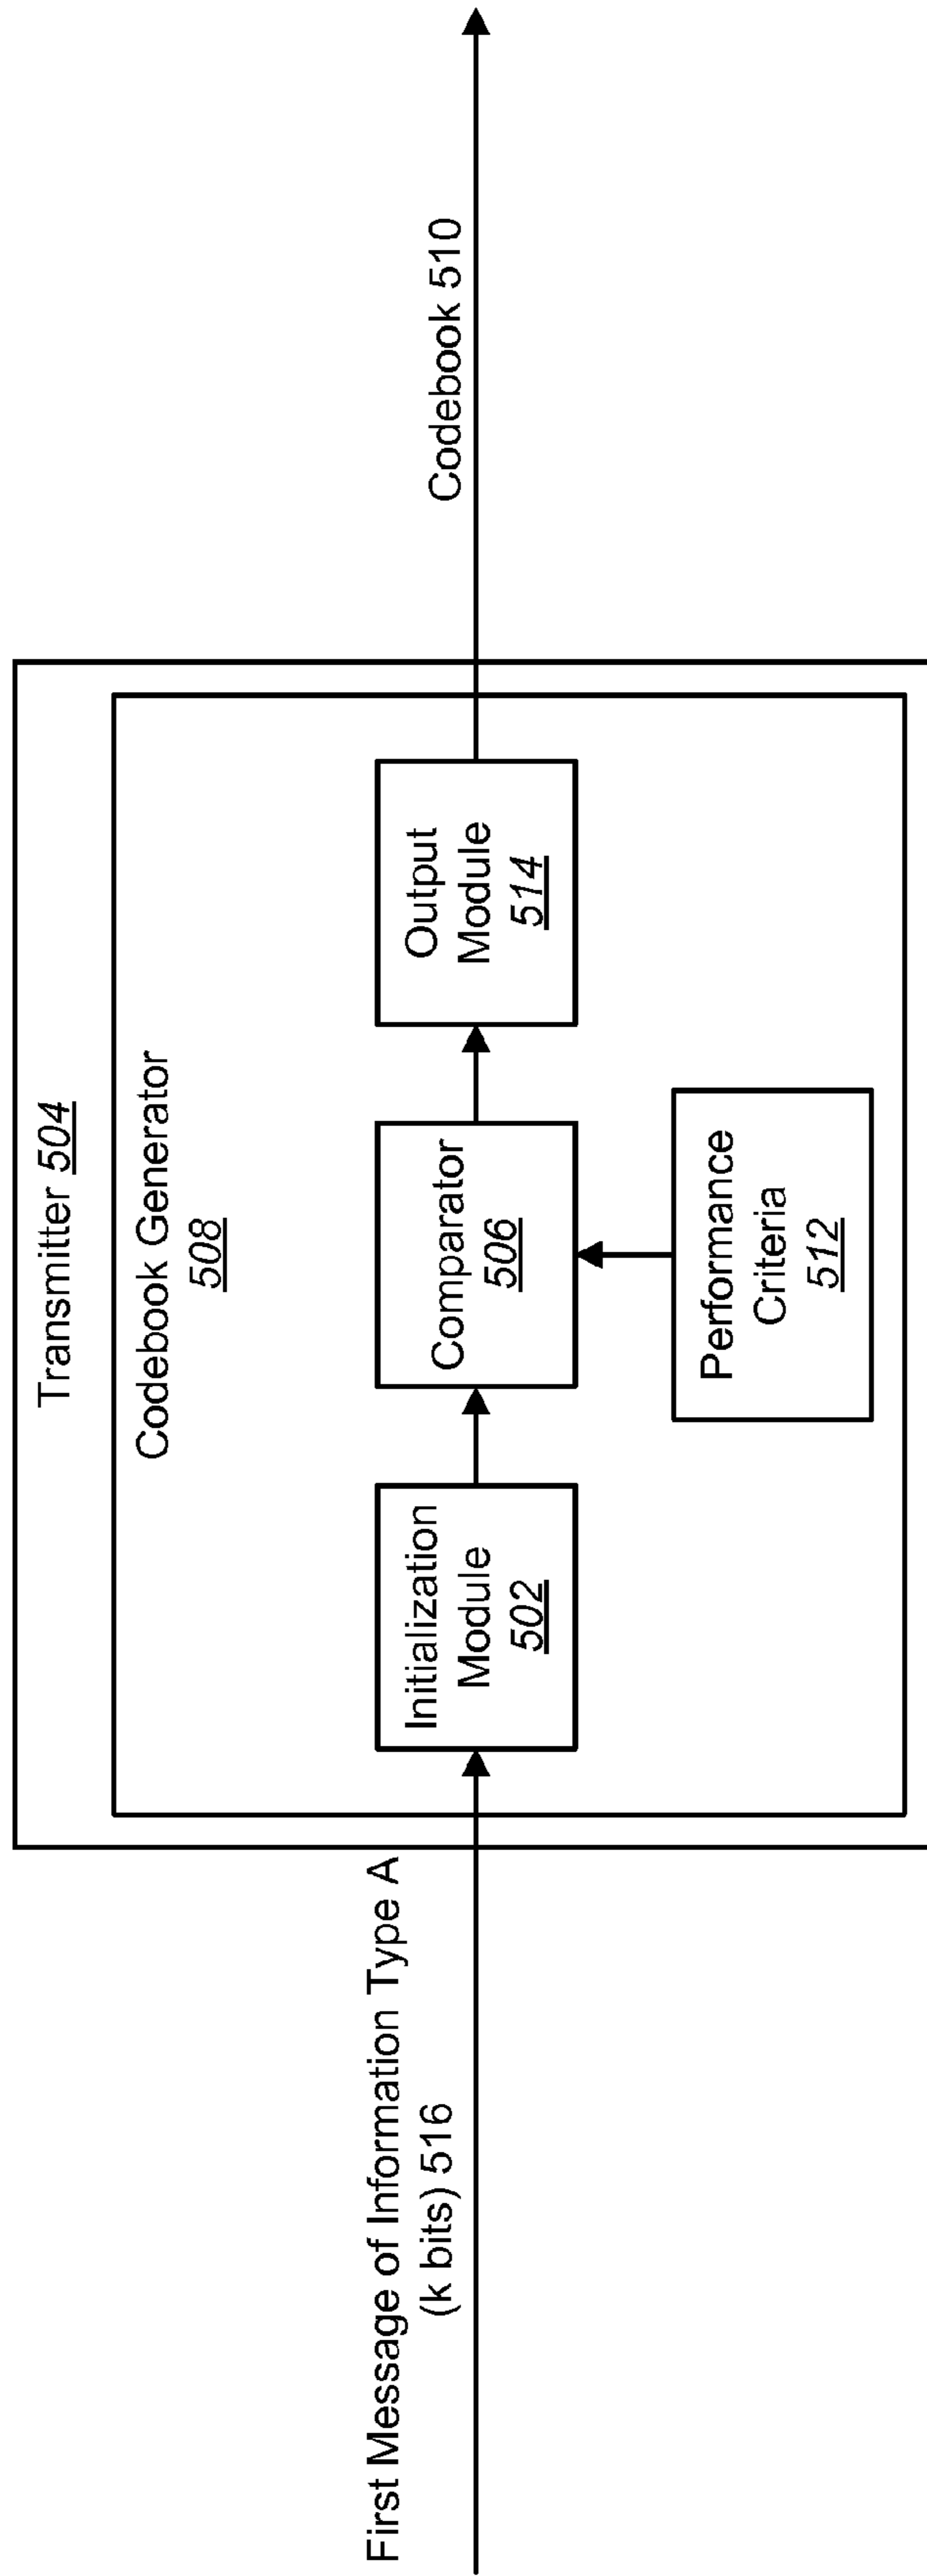 Transmitter 504
Codebook Generator
508
First Message of Information Type A
(k bits) 516
Initialization
Module
502
Comparator
506
Output
Module
514
Codebook 510
Performance
Criteria
512